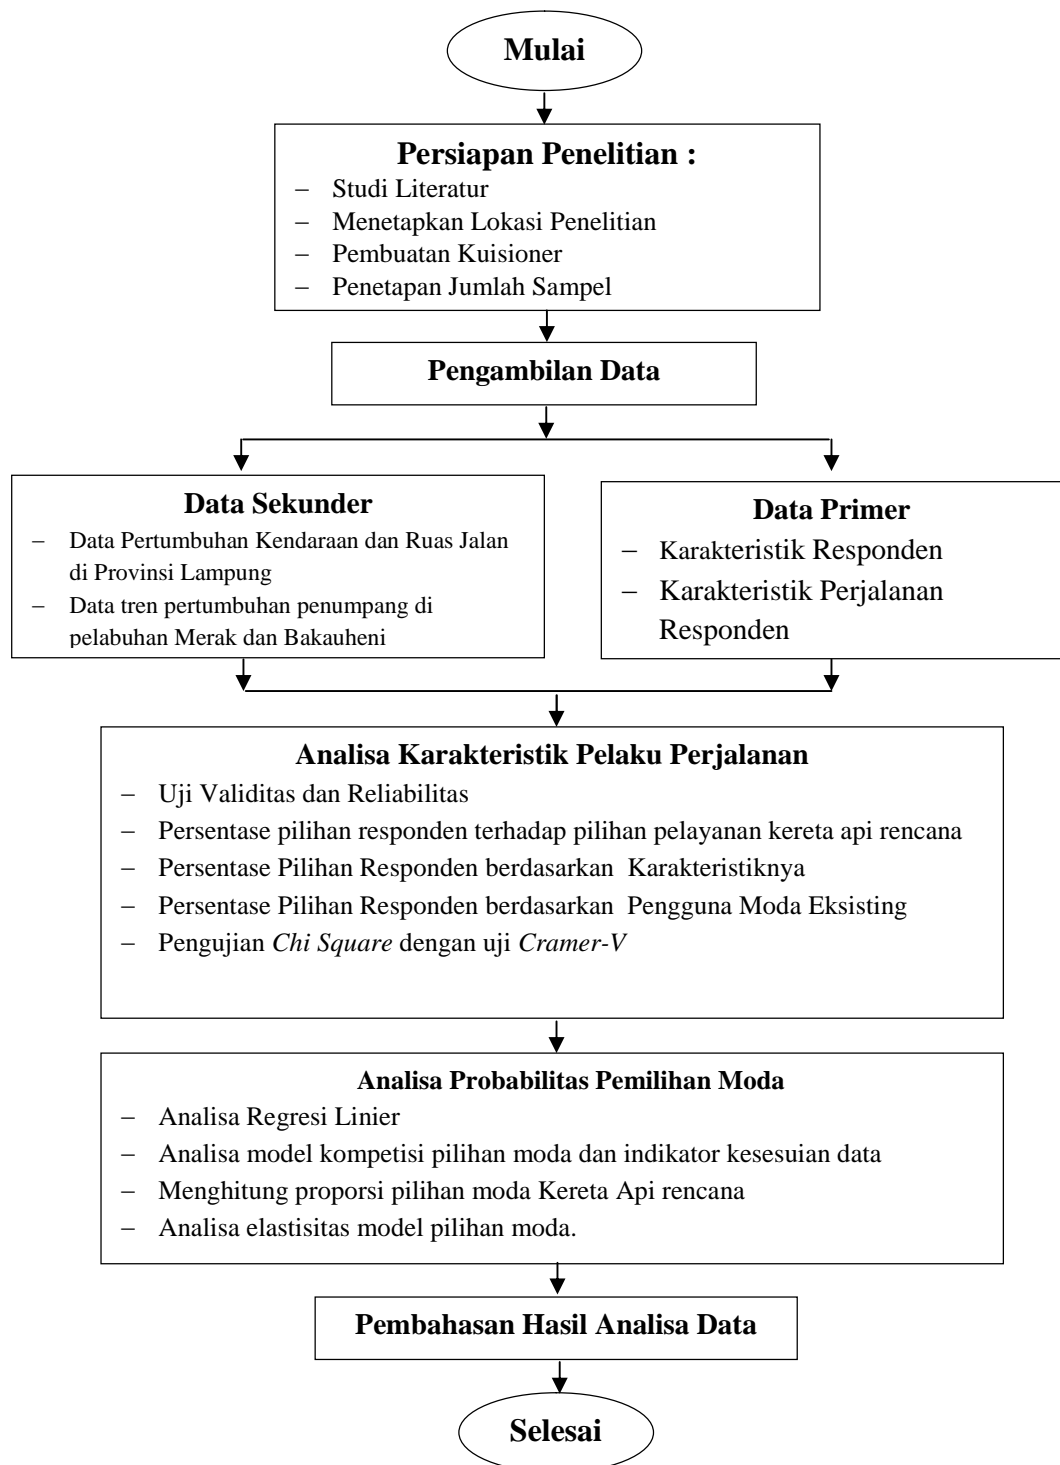 Mulai
Persiapan Penelitian :
– Studi Literatur
– Menetapkan Lokasi Penelitian
– Pembuatan Kuisioner
– Penetapan Jumlah Sampel
Pengambilan Data
Data Sekunder
– Data Pertumbuhan Kendaraan dan Ruas Jalan
di Provinsi Lampung
– Data tren pertumbuhan penumpang di
pelabuhan Merak dan Bakauheni
Data Primer
– Karakteristik Responden
– Karakteristik Perjalanan
Responden
Analisa Karakteristik Pelaku Perjalanan
– Uji Validitas dan Reliabilitas
– Persentase pilihan responden terhadap pilihan pelayanan kereta api rencana
– Persentase Pilihan Responden berdasarkan Karakteristiknya
– Persentase Pilihan Responden berdasarkan Pengguna Moda Eksisting
– Pengujian Chi Square dengan uji Cramer-V
Analisa Probabilitas Pemilihan Moda
– Analisa Regresi Linier
– Analisa model kompetisi pilihan moda dan indikator kesesuian data
– Menghitung proporsi pilihan moda Kereta Api rencana
– Analisa elastisitas model pilihan moda.
Pembahasan Hasil Analisa Data
Selesai